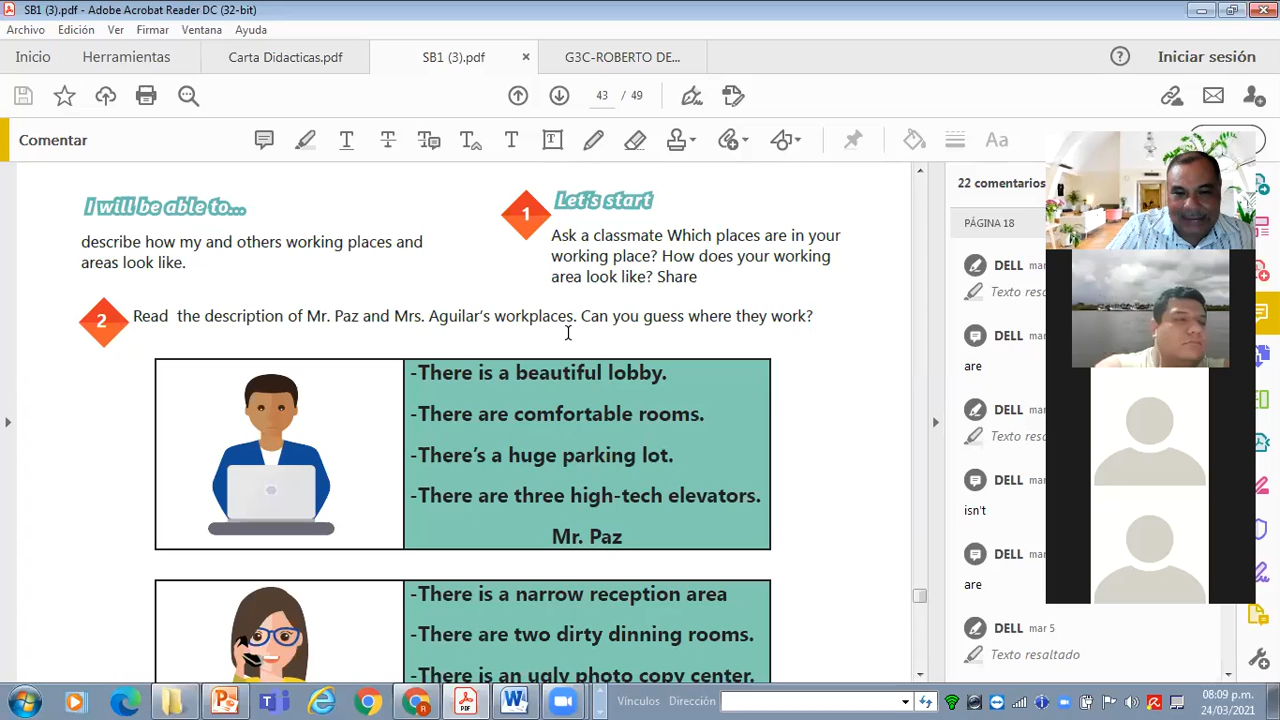 SB1 (3).pdf - Adobe Acrobat Reader DC (32-bit)
Archivo Edición Ver Firmar Ventana Ayuda
Inicio Herramientas Carta Didacticas.pdf SB1 (3).pdf × G3C-ROBERTO DE... Iniciar sesión
43 / 49
Comentar
I will be able to...
describe how my and others working places and
areas look like.
1
Let's start
Ask a classmate Which places are in your
working place? How does your working
area look like? Share
2
Read the description of Mr. Paz and Mrs. Aguilar's workplaces. Can you guess where they work?
-There is a beautiful lobby.
-There are comfortable rooms.
-There's a huge parking lot.
-There are three high-tech elevators.
Mr. Paz
-There is a narrow reception area
-There are two dirty dinning rooms.
-There is an ugly photo copy center.
22 comentarios
PÁGINA 18
DELL mar
Texto resa
DELL mar
are
DELL mar
Texto resa
DELL mar
isn't
DELL mar
are
DELL mar 5
Texto resaltado
Vínculos Dirección
08:09 p.m.
24/03/2021